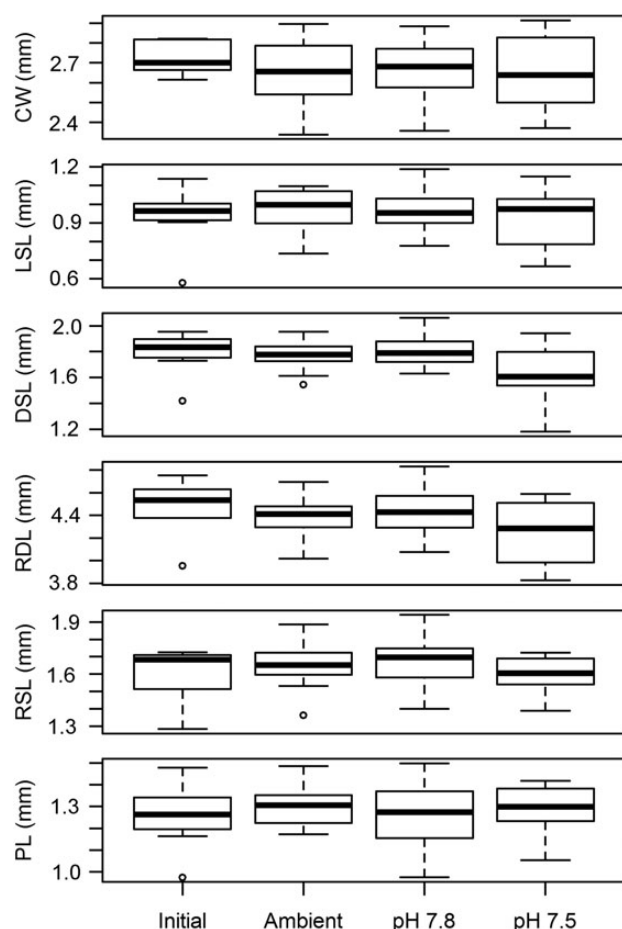 CW (mm)
2.7
2.4
LSL (mm)
1.2
0.9
0.6
DSL (mm)
2.0
1.6
1.2
RDL (mm)
4.4
3.8
RSL (mm)
1.9
1.6
1.3
PL (mm)
1.3
1.0
Initial Ambient pH 7.8 pH 7.5